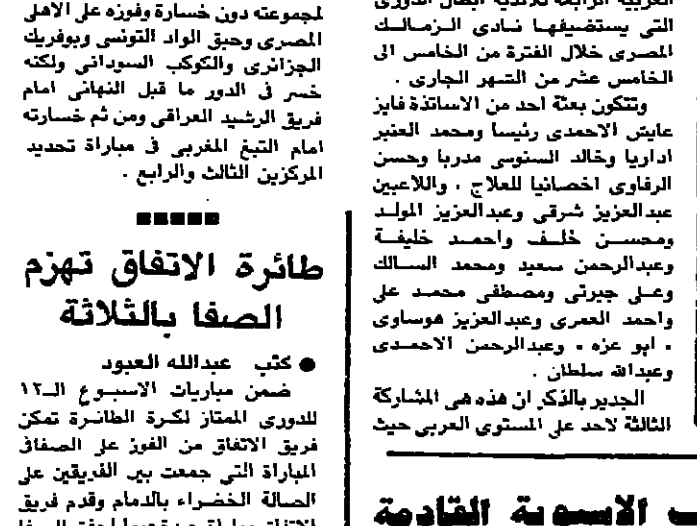 العربية الرابعة للاندية ابطال الدورى
التى يستضيفها نادى الزمالك
المصرى خلال الفترة من الخامس الى
الخامس عشر من الشهر الجارى .
وتتكون بعثة احد من الاساتذة فايز
عايش الاحمدى رئيسا ومحمد العنبر
اداريا وخالد السنوسى مدربا وحسن
الرفاوى اخصائيا للعلاج ، واللاعبين
عبدالعزيز شرقى وعبدالعزيز المولد
ومحسن خلف واحمد خليفة
وعبدالرحمن سعيد ومحمد السالك
وعلى جبرتى ومصطفى محمد على
واحمد العمرى وعبدالعزيز هوساوى
، ابو عزه ، وعبدالرحمن الاحمدى
وعبدالله سلطان .
الجدير بالذكر ان هذه هى المشاركة
الثالثة لاحد على المستوى العربى حيث
لمجموعته دون خسارة وفوزه على الاهلى
المصرى وحبق الواد التونسى وبوفريك
الجزائرى والكوكب السودانى ولكنه
خسر فى الدور ما قبل النهائى امام
فريق الرشيد العراقى ومن ثم خسارته
امام التبغ المغربى فى مباراة تحديد
المركزين الثالث والرابع .
طائرة الاتفاق تهزم
الصفا بالثلاثة
● كتب عبدالله العبود
ضمن مباريات الاسبوع الـ١٢
للدورى الممتاز لكرة الطائرة تمكن
فريق الاتفاق من الفوز على الصفافى
المباراة التى جمعت بين الفريقين على
الصالة الخضراء بالدمام وقدم فريق
الاسيوية القادمة